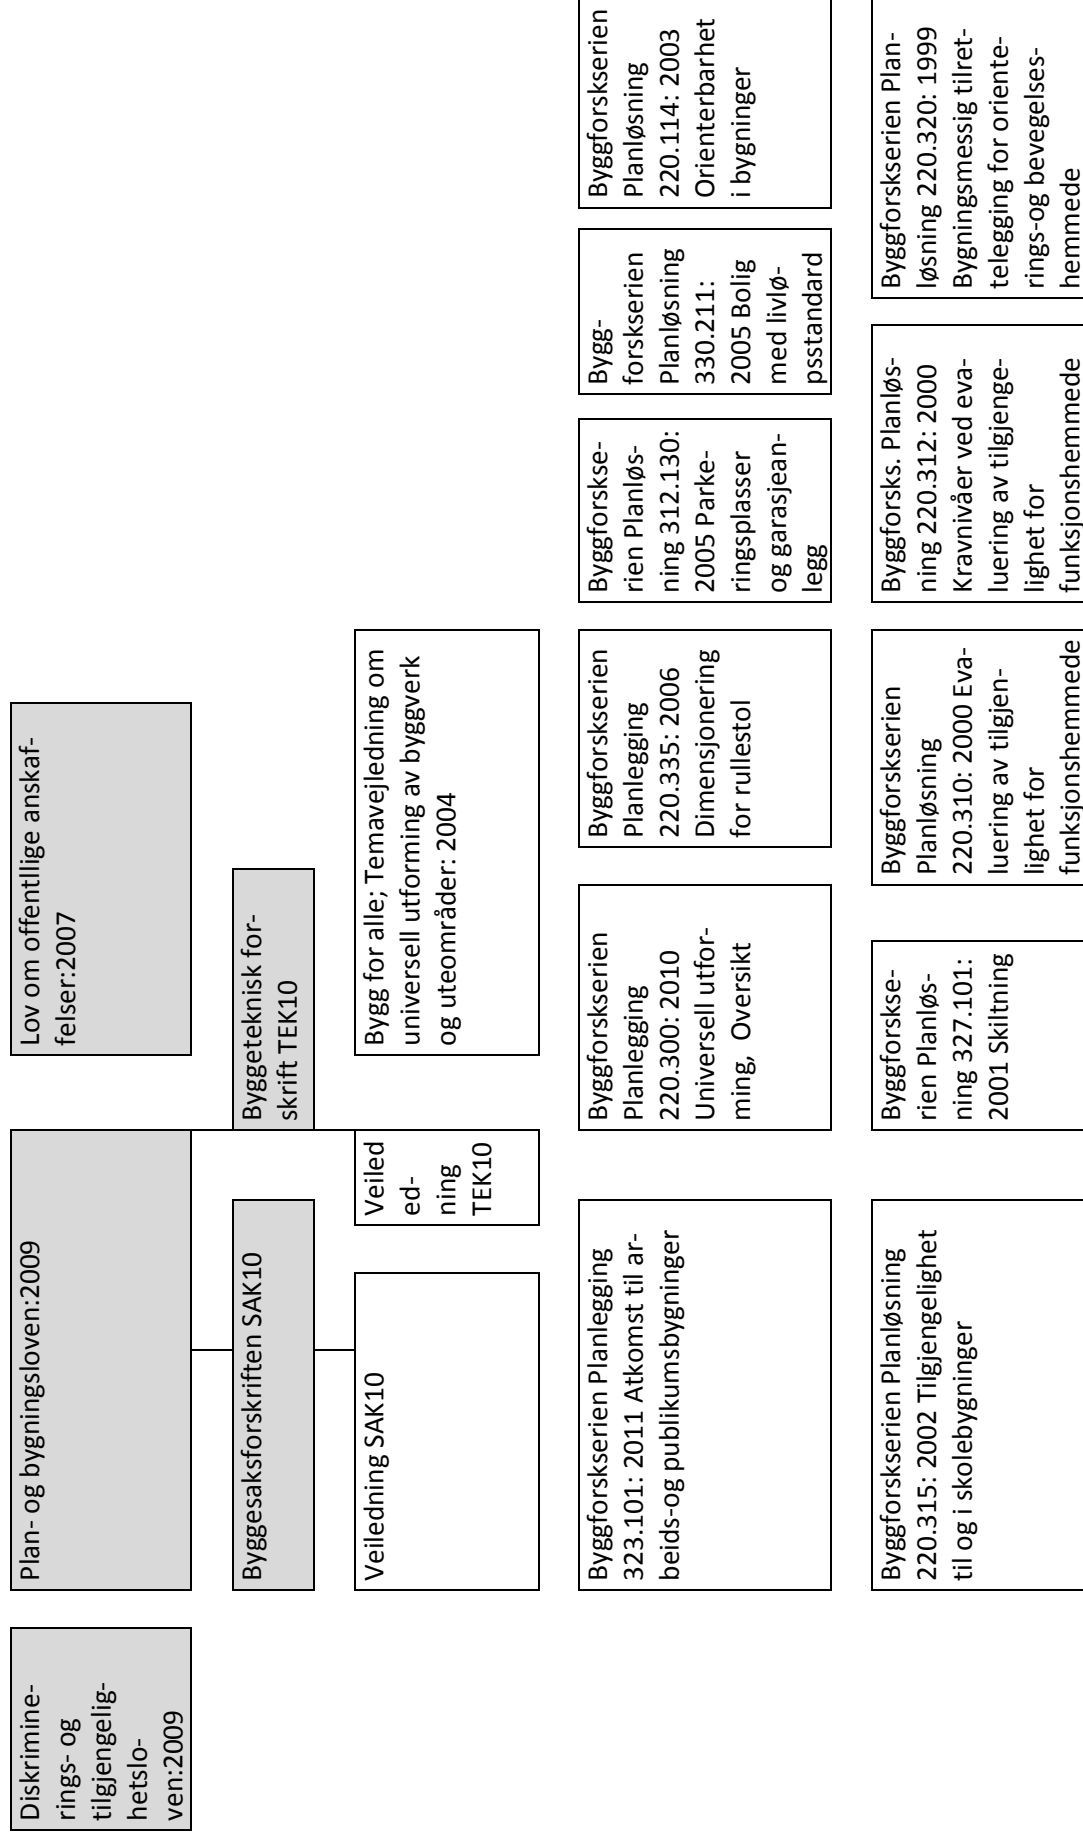 Diskrimine-
rings- og
tilgjengelig-
hetslo-
ven:2009
Plan- og bygningsloven:2009
Lov om offentllige anskaf-
felser:2007
Byggesaksforskriften SAK10
Byggeteknisk for-
skrift TEK10
Veiledning SAK10
Veiled
ed-
ning
TEK10
Bygg for alle; Temavejledning om
universell utforming av byggverk
og uteområder: 2004
Byggforskserien Planlegging
323.101: 2011 Atkomst til ar-
beids-og publikumsbygninger
Byggforskserien
Planlegging
220.300: 2010
Universell utfor-
ming, Oversikt
Byggforskserien
Planlegging
220.335: 2006
Dimensjonering
for rullestol
Byggforskse-
rien Planløs-
ning 312.130:
2005 Parke-
ringsplasser
og garasjean-
legg
Bygg-
forskserien
Planløsning
330.211:
2005 Bolig
med livlø-
psstandard
Byggforskserien
Planløsning
220.114: 2003
Orienterbarhet
i bygninger
Byggforskserien Planløsning
220.315: 2002 Tilgjengelighet
til og i skolebygninger
Byggforskse-
rien Planløs-
ning 327.101:
2001 Skiltning
Byggforskserien
Planløsning
220.310: 2000 Eva-
luering av tilgjen-
lighet for
funksjonshemmede
Byggforsks. Planløs-
ning 220.312: 2000
Kravnivåer ved eva-
luering av tilgjenge-
lighet for
funksjonshemmede
Byggforskserien Plan-
løsning 220.320: 1999
Bygningsmessig tilret-
telegging for oriente-
rings-og bevegelses-
hemmede